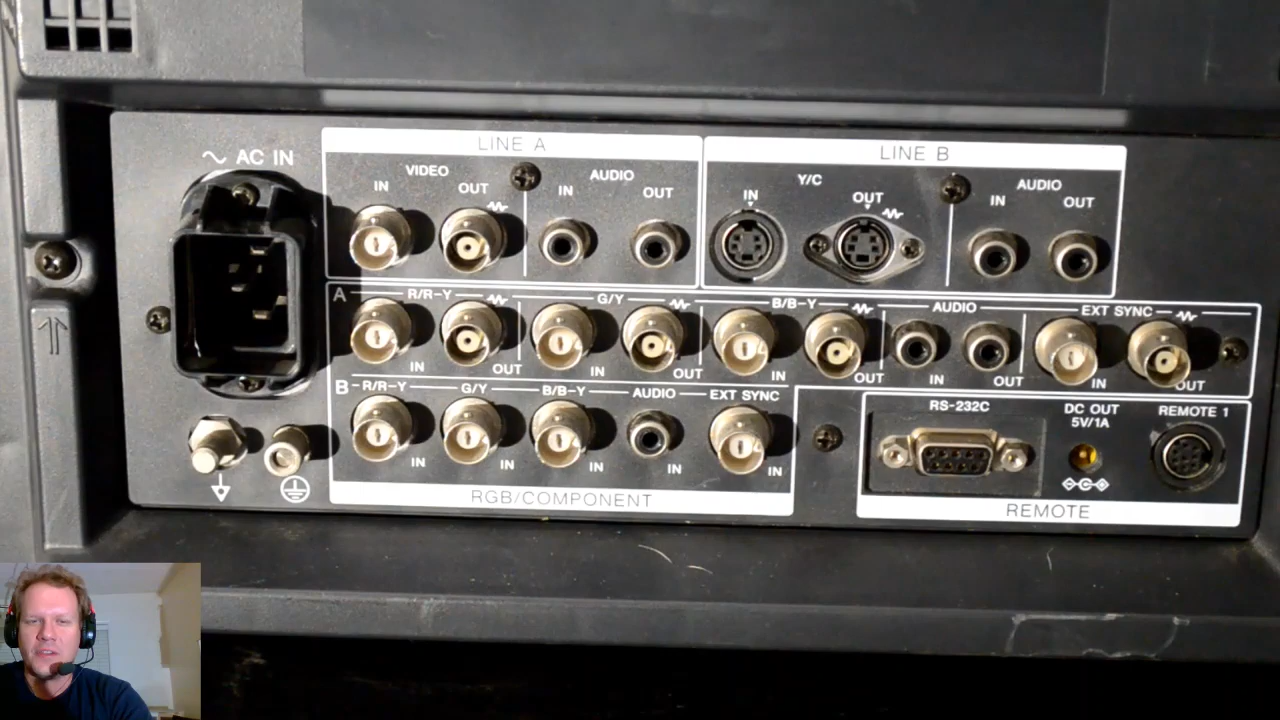 AC IN
LINE A
VIDEO
IN
OUT
AUDIO
IN
OUT
LINE B
Y/C
IN
OUT
AUDIO
IN
OUT
A
R/R-Y
IN
OUT
G/Y
IN
OUT
B/B-Y
IN
OUT
AUDIO
IN
OUT
EXT SYNC
IN
OUT
B
R/R-Y
IN
G/Y
IN
B/B-Y
IN
AUDIO
IN
EXT SYNC
IN
RGB/COMPONENT
RS-232C
DC OUT
5V/1A
REMOTE 1
REMOTE